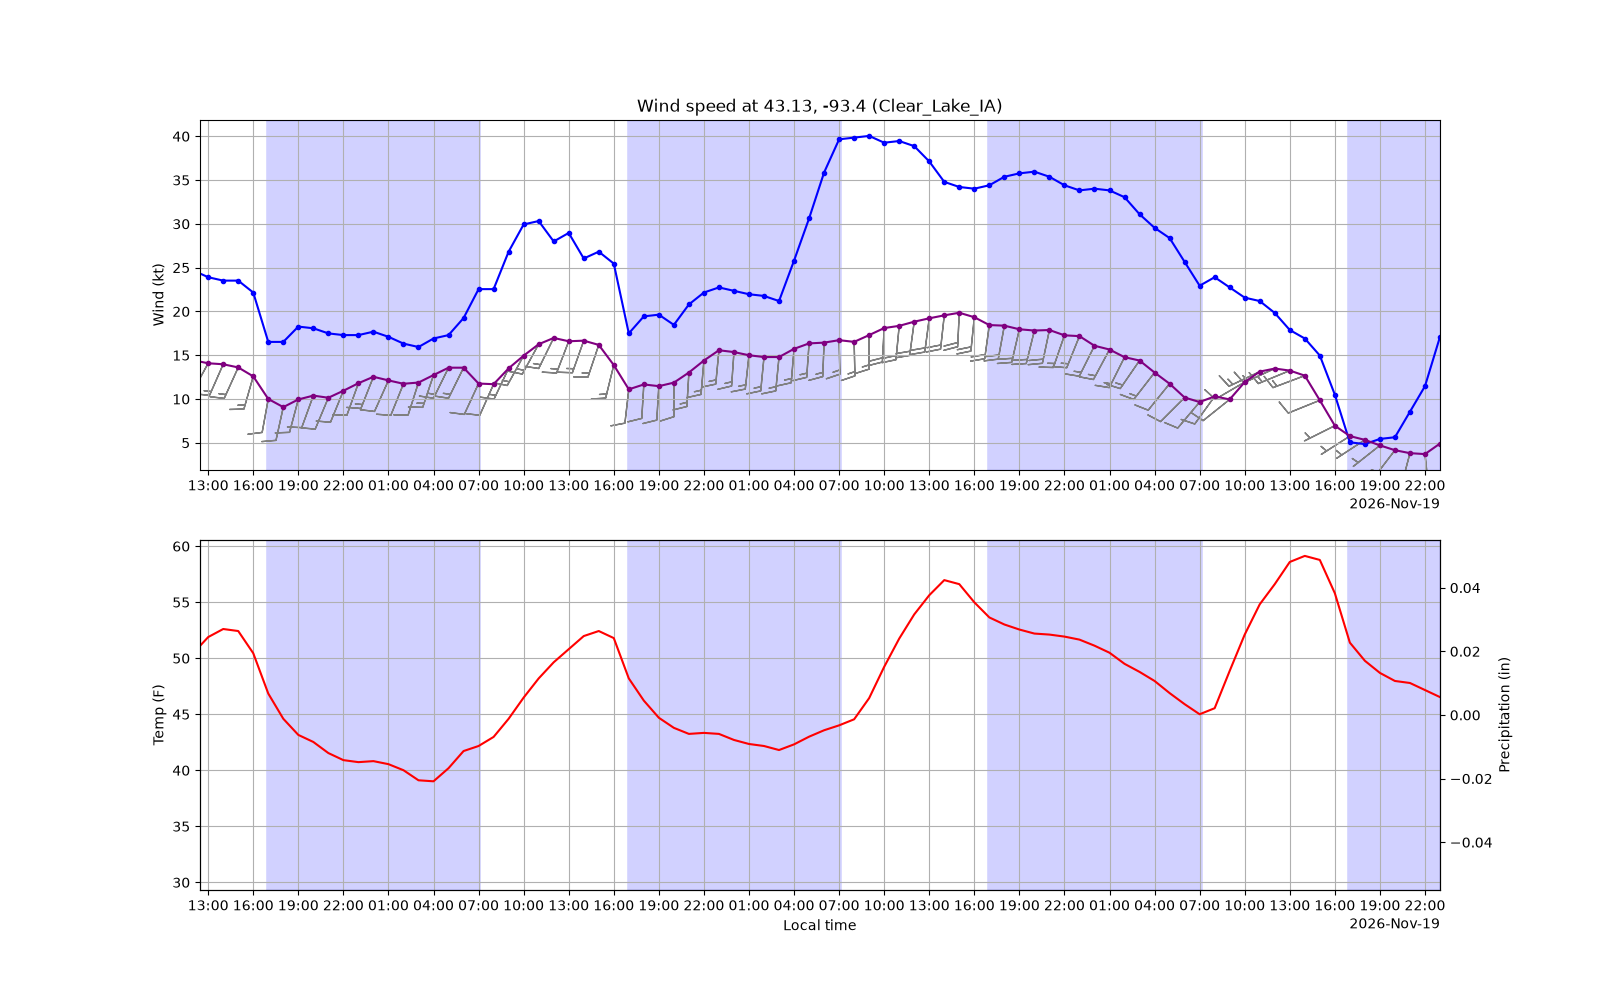 Wind speed at 43.13, -93.4 (Clear_Lake_IA)
Wind (kt)
40
35
30
25
20
15
10
5
13:00 16:00 19:00 22:00 01:00 04:00 07:00 10:00 13:00 16:00 19:00 22:00 01:00 04:00 07:00 10:00 13:00 16:00 19:00 22:00 01:00 04:00 07:00 10:00 13:00 16:00 19:00 22:00
2026-Nov-19
Temp (F)
60
55
50
45
40
35
30
0.04
0.02
0.00
−0.02
−0.04
Precipitation (in)
13:00 16:00 19:00 22:00 01:00 04:00 07:00 10:00 13:00 16:00 19:00 22:00 01:00 04:00 07:00 10:00 13:00 16:00 19:00 22:00 01:00 04:00 07:00 10:00 13:00 16:00 19:00 22:00
Local time
2026-Nov-19